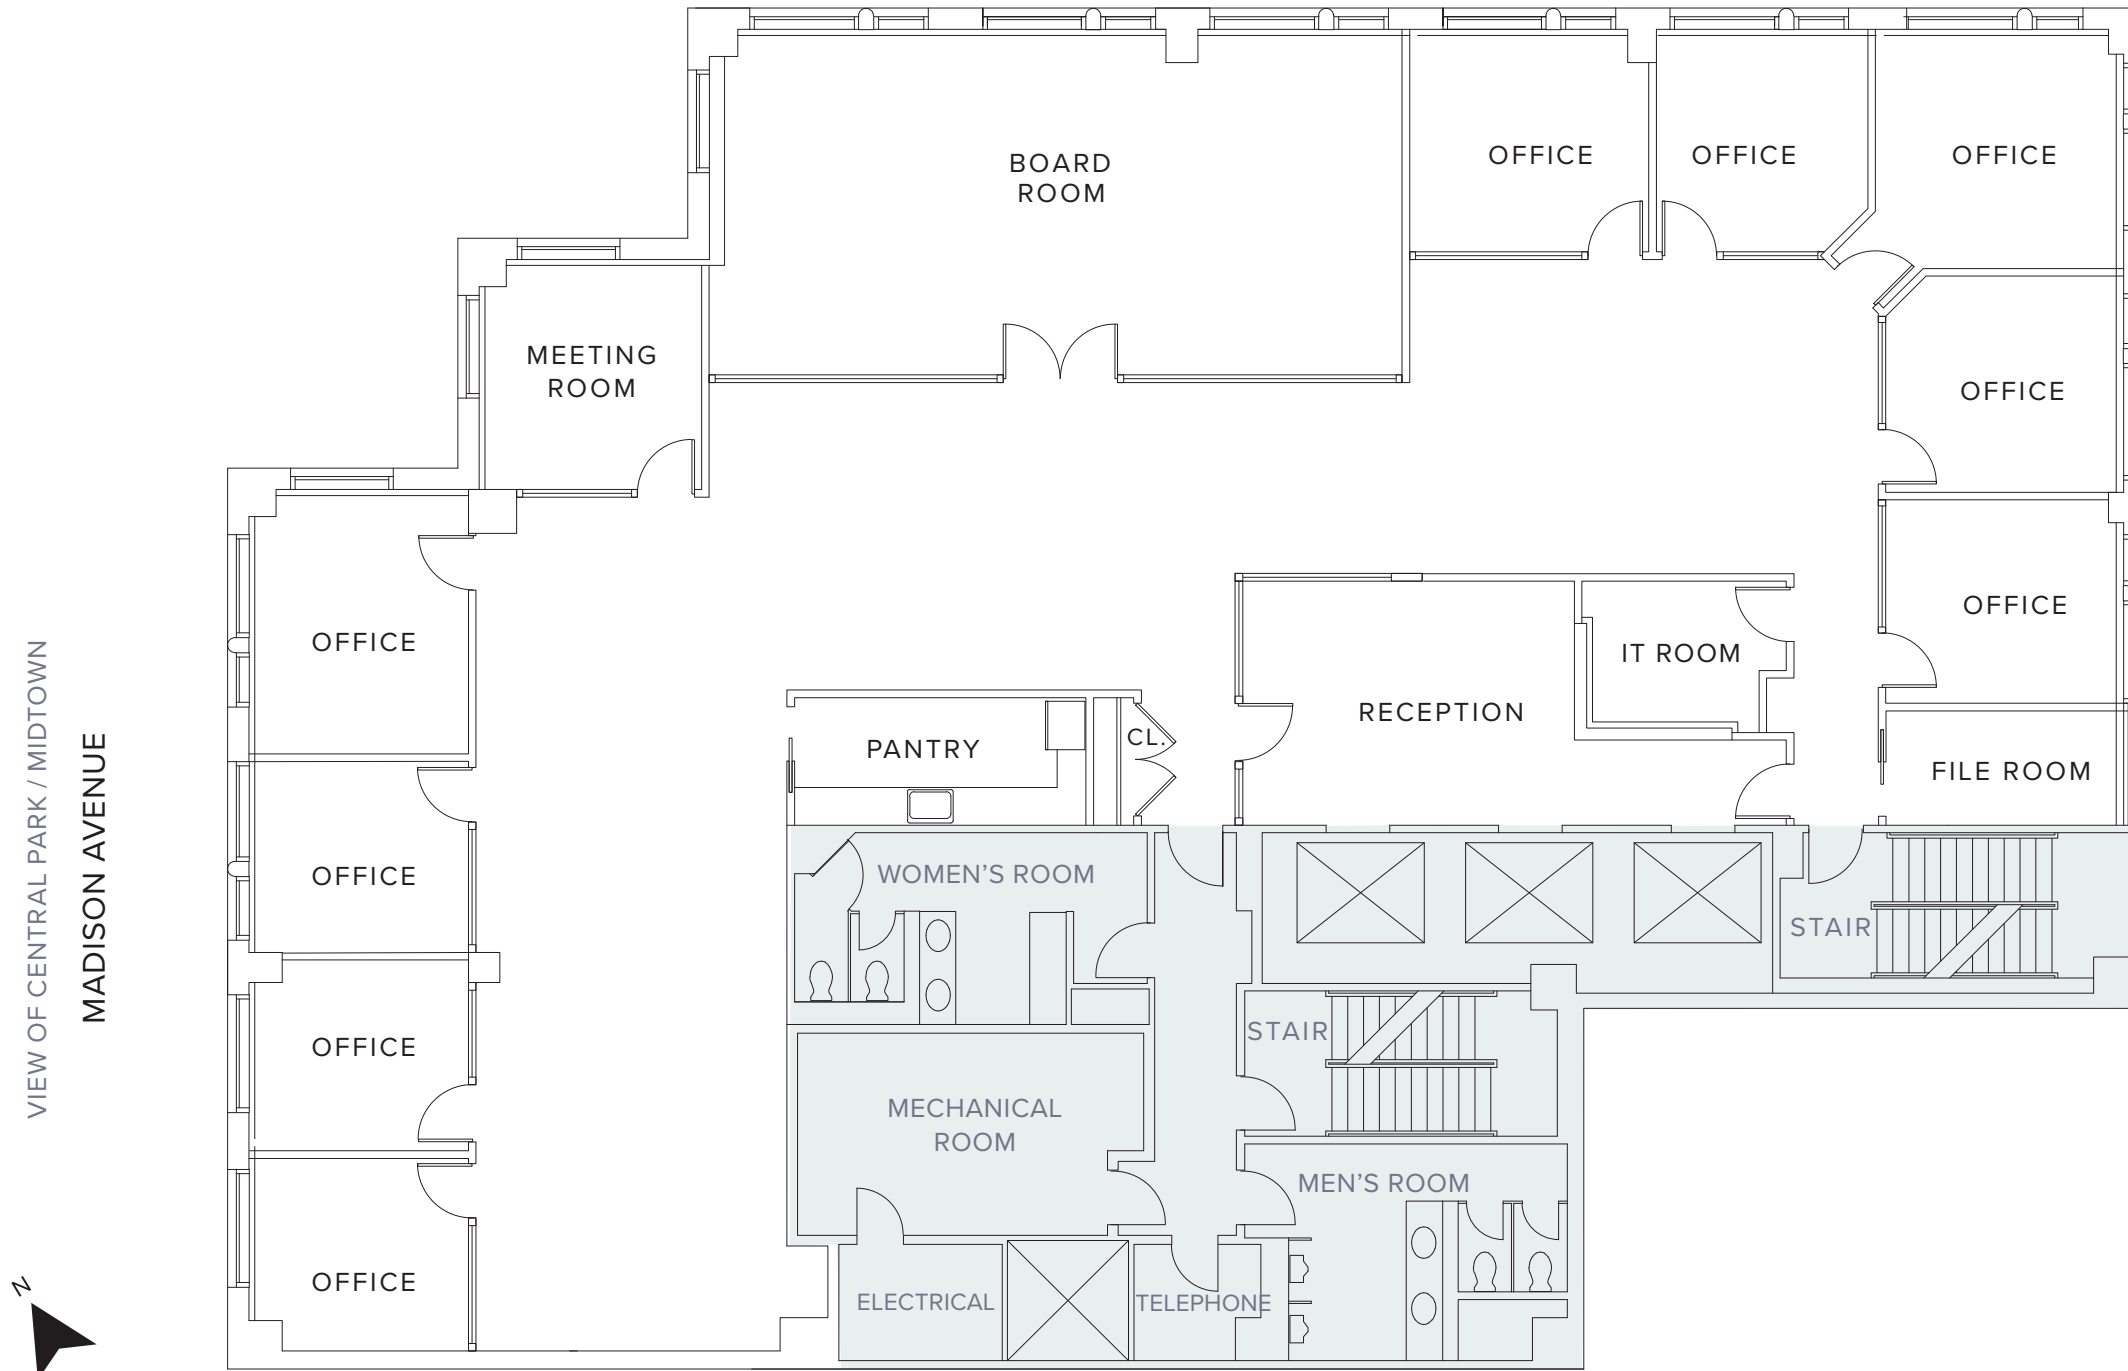 BOARD
ROOM
OFFICE
OFFICE
OFFICE
MEETING
ROOM
OFFICE
OFFICE
OFFICE
IT ROOM
RECEPTION
PANTRY
CL.
FILE ROOM
VIEW OF CENTRAL PARK / MIDTOWN
MADISON AVENUE
OFFICE
WOMEN'S ROOM
STAIR
OFFICE
STAIR
MECHANICAL
ROOM
MEN'S ROOM
OFFICE
ELECTRICAL
TELEPHONE
N